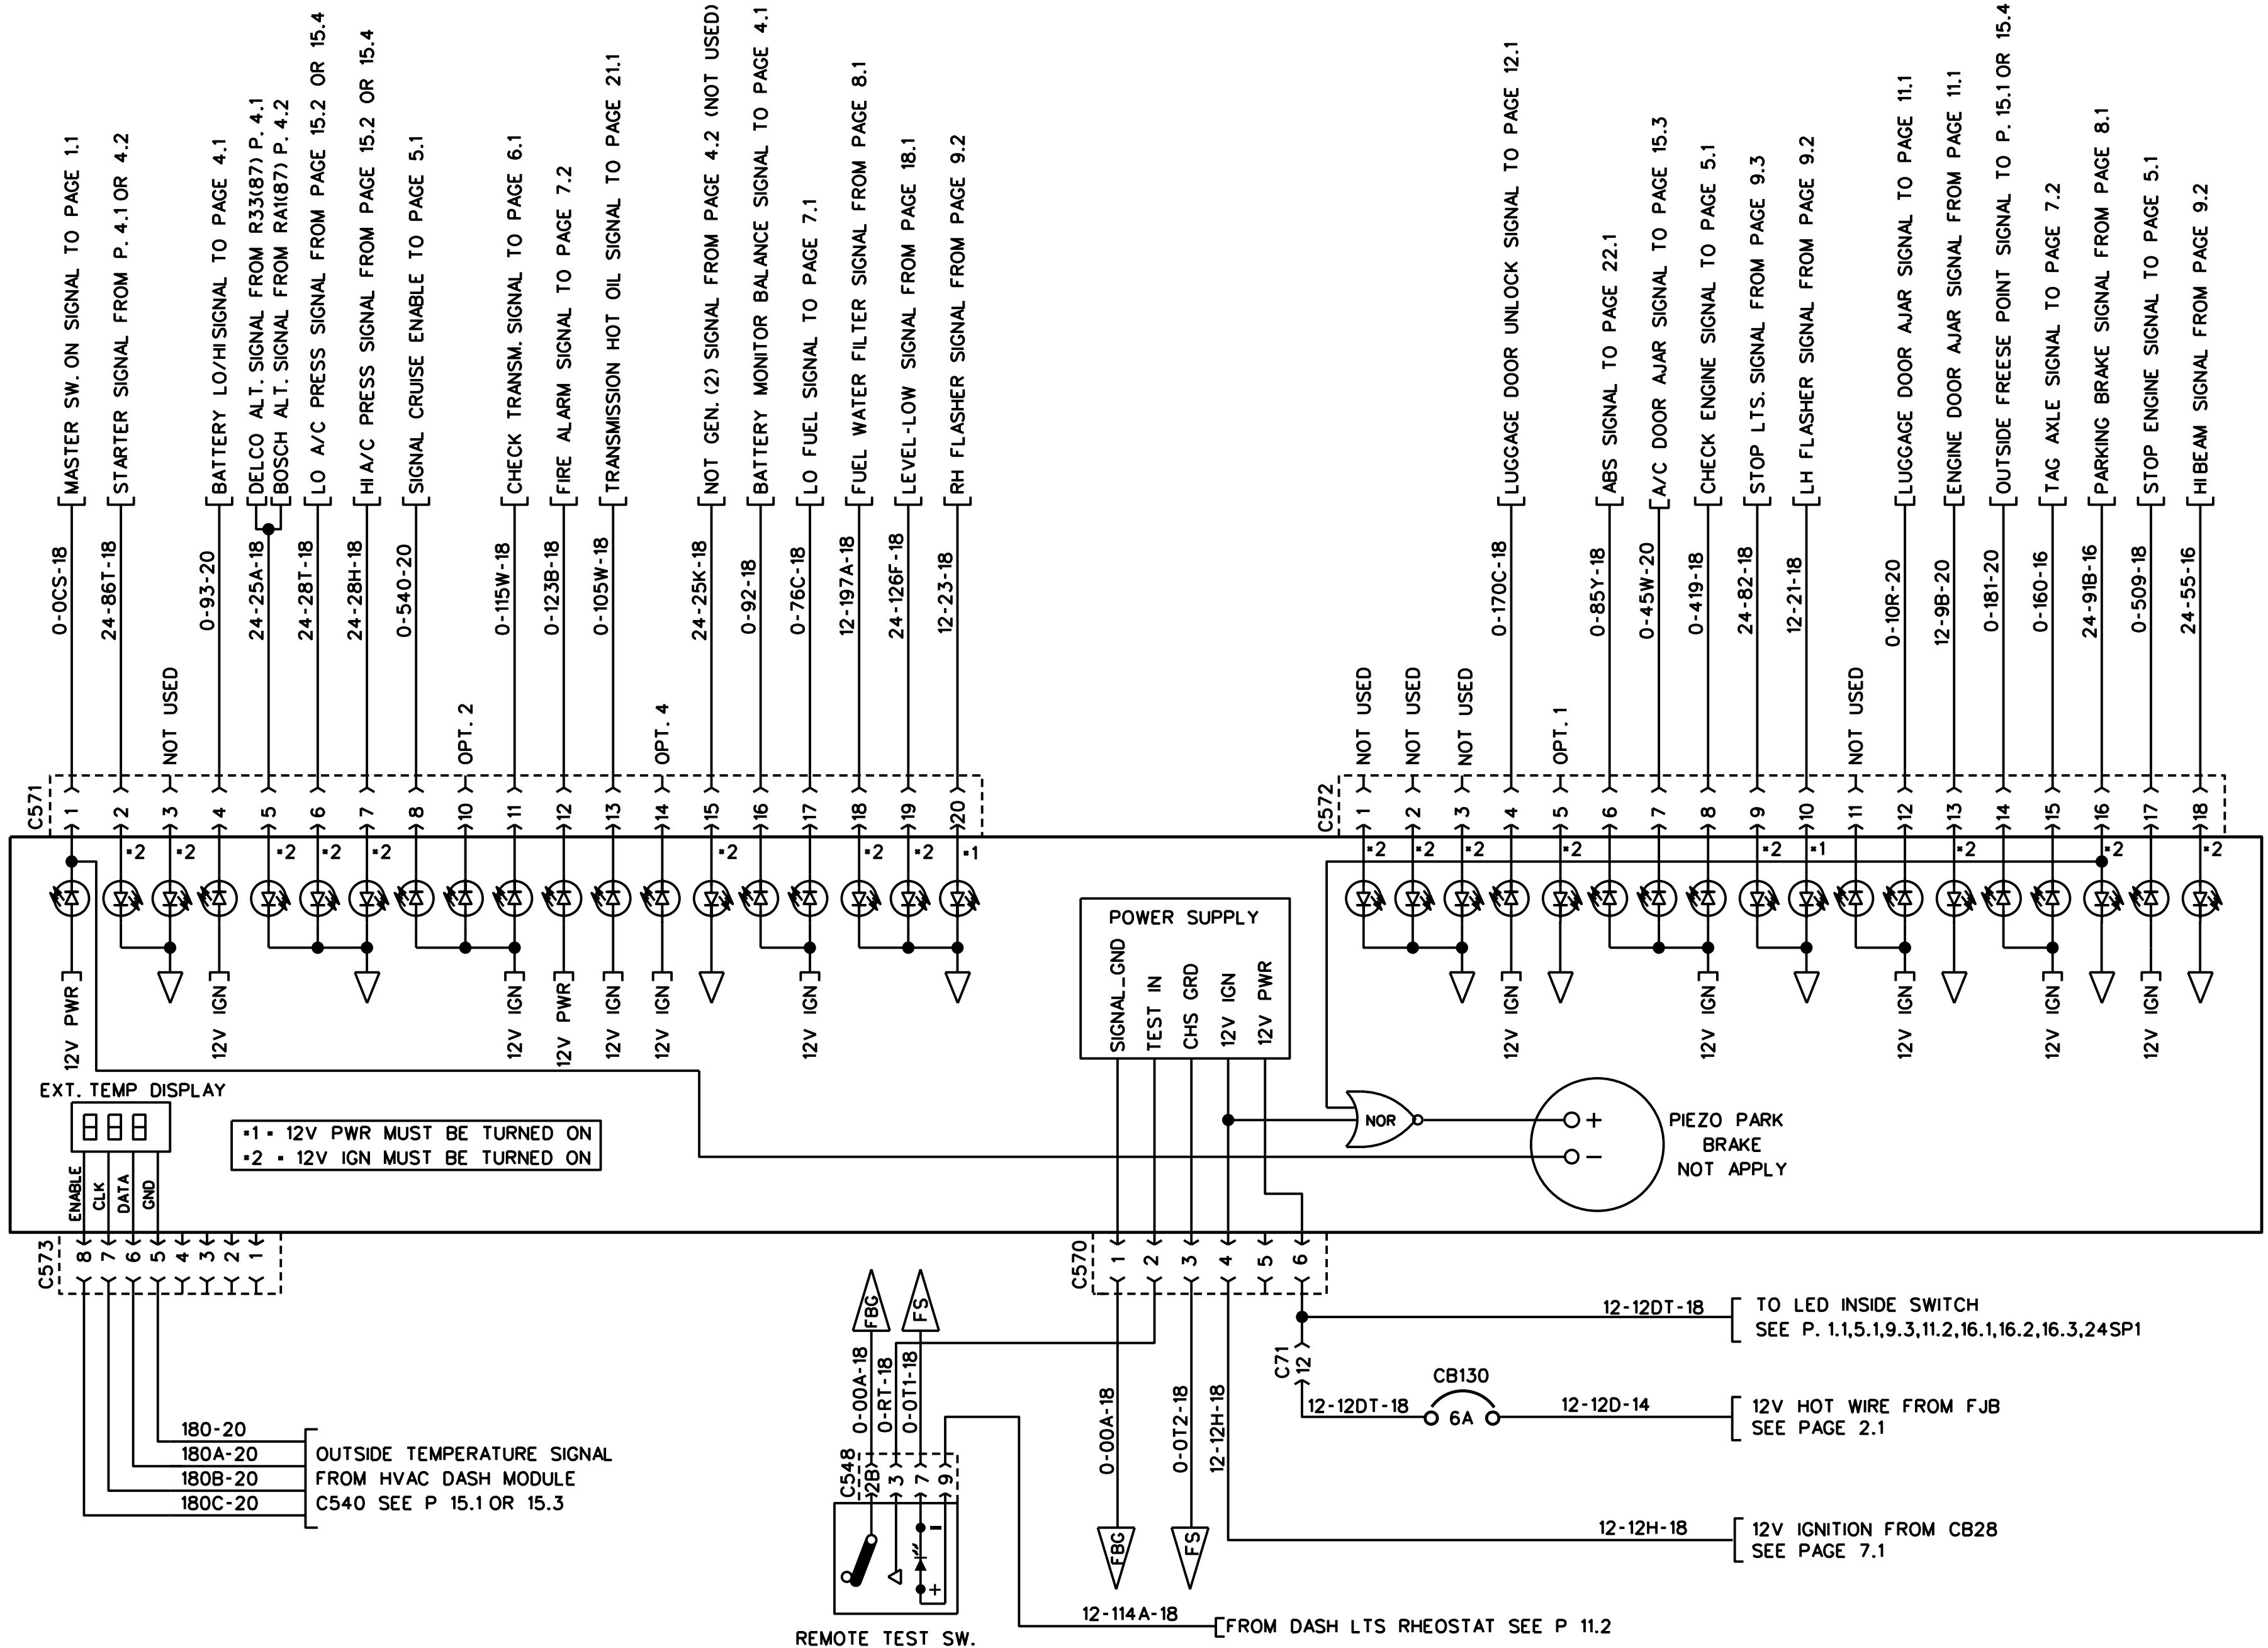 MASTER SW. ON SIGNAL TO PAGE 1.1
STARTER SIGNAL FROM P. 4.1 OR 4.2
BATTERY LO/HI SIGNAL TO PAGE 4.1
DELCO ALT. SIGNAL FROM R33(87) P. 4.1
BOSCH ALT. SIGNAL FROM RA1(87) P. 4.2
LO A/C PRESS SIGNAL FROM PAGE 15.2 OR 15.4
HI A/C PRESS SIGNAL FROM PAGE 15.2 OR 15.4
SIGNAL CRUISE ENABLE TO PAGE 5.1
CHECK TRANSM. SIGNAL TO PAGE 6.1
FIRE ALARM SIGNAL TO PAGE 7.2
TRANSMISSION HOT OIL SIGNAL TO PAGE 21.1
NOT GEN. (2) SIGNAL FROM PAGE 4.2 (NOT USED)
BATTERY MONITOR BALANCE SIGNAL TO PAGE 4.1
LO FUEL SIGNAL TO PAGE 7.1
FUEL WATER FILTER SIGNAL FROM PAGE 8.1
LEVEL-LOW SIGNAL FROM PAGE 18.1
RH FLASHER SIGNAL FROM PAGE 9.2
LUGGAGE DOOR UNLOCK SIGNAL TO PAGE 12.1
ABS SIGNAL TO PAGE 22.1
A/C DOOR AJAR SIGNAL TO PAGE 15.3
CHECK ENGINE SIGNAL TO PAGE 5.1
STOP LTS. SIGNAL FROM PAGE 9.3
LH FLASHER SIGNAL FROM PAGE 9.2
LUGGAGE DOOR AJAR SIGNAL TO PAGE 11.1
ENGINE DOOR AJAR SIGNAL FROM PAGE 11.1
OUTSIDE FREESE POINT SIGNAL TO P. 15.1 OR 15.4
TAG AXLE SIGNAL TO PAGE 7.2
PARKING BRAKE SIGNAL FROM PAGE 8.1
STOP ENGINE SIGNAL TO PAGE 5.1
HIBEAM SIGNAL FROM PAGE 9.2
0-0CS-18
24-86T-18
0-93-20
24-25A-18
24-28T-18
24-28H-18
0-540-20
0-115W-18
0-123B-18
0-105W-18
24-25K-18
0-92-18
0-76C-18
12-197A-18
24-126F-18
12-23-18
0-170C-18
0-85Y-18
0-45W-20
0-419-18
24-82-18
12-21-18
0-10R-20
12-9B-20
0-181-20
0-160-16
24-91B-16
0-509-18
24-55-16
NOT USED
OPT. 2
OPT. 4
NOT USED
NOT USED
NOT USED
OPT. 1
NOT USED
C571
1 2 3 4 5 6 7 8 10 11 12 13 14 15 16 17 18 19 20
C572
1 2 3 4 5 6 7 8 9 10 11 12 13 14 15 16 17 18
*2 *2 *2 *2 *2 *2 *2 *2 *1
*2 *2 *2 *2 *2 *1 *2 *2 *2
12V PWR
12V IGN
12V IGN
12V PWR
12V IGN
12V IGN
12V IGN
12V IGN
12V IGN
12V IGN
12V IGN
12V IGN
POWER SUPPLY
SIGNAL_GND
TEST IN
CHS GRD
12V IGN
12V PWR
EXT. TEMP DISPLAY
*1 = 12V PWR MUST BE TURNED ON
*2 = 12V IGN MUST BE TURNED ON
NOR
+
−
PIEZO PARK
BRAKE
NOT APPLY
ENABLE
CLK
DATA
GND
C573
8 7 6 5 4 3 2 1
C570
1 2 3 4 5 6
FBG
FS
0-00A-18
0-RT-18
0-0T1-18
C548
2B 3 7 9
−
+
REMOTE TEST SW.
0-00A-18
0-0T2-18
12-12H-18
FBG
FS
C71
12
12-12DT-18
TO LED INSIDE SWITCH
SEE P. 1.1,5.1,9.3,11.2,16.1,16.2,16.3,24SP1
12-12DT-18
CB130
6A
12-12D-14
12V HOT WIRE FROM FJB
SEE PAGE 2.1
12-12H-18
12V IGNITION FROM CB28
SEE PAGE 7.1
12-114A-18
FROM DASH LTS RHEOSTAT SEE P 11.2
180-20
180A-20
180B-20
180C-20
OUTSIDE TEMPERATURE SIGNAL
FROM HVAC DASH MODULE
C540 SEE P 15.1 OR 15.3